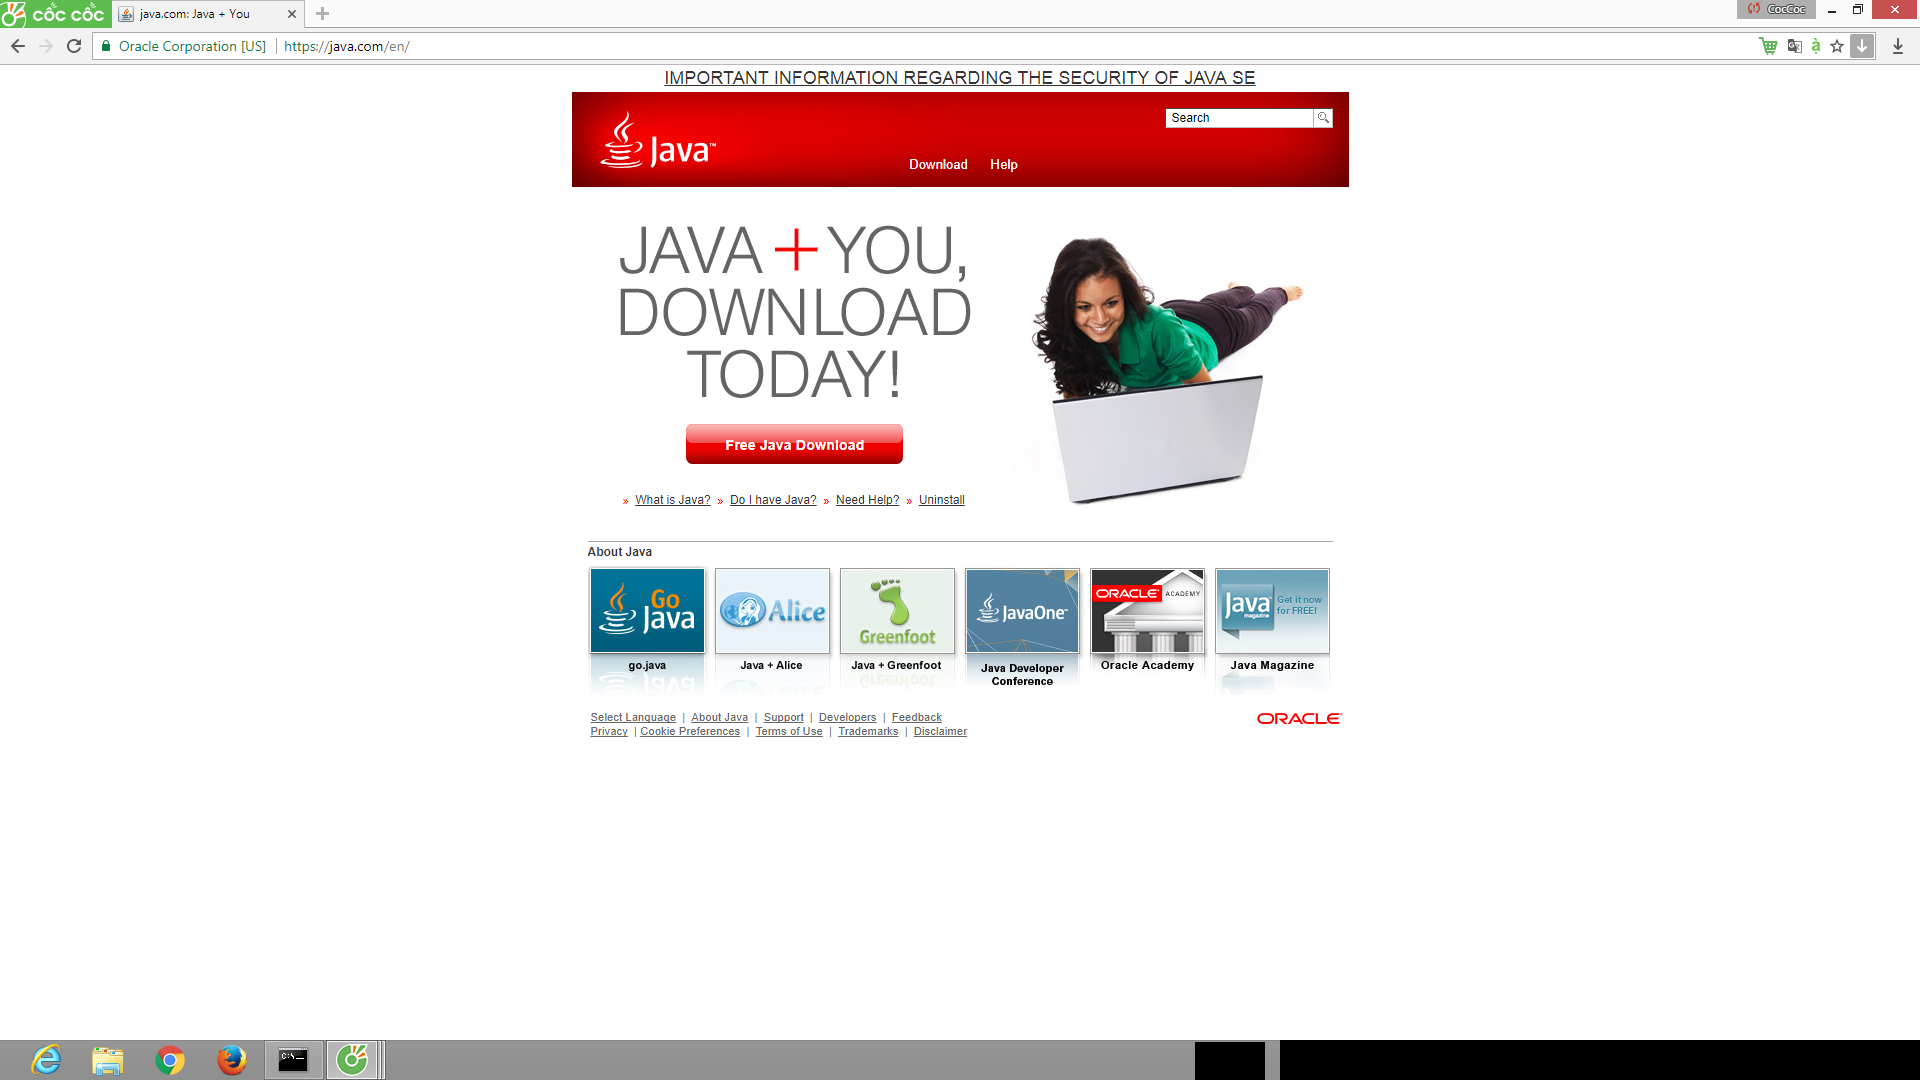 cốc cốc
java.com: Java + You
CocCoc
Oracle Corporation [US]
https://java.com/en/
IMPORTANT INFORMATION REGARDING THE SECURITY OF JAVA SE
Java™
Search
Download Help
JAVA + YOU,
DOWNLOAD
TODAY!
Free Java Download
» What is Java? » Do I have Java? » Need Help? » Uninstall
About Java
Go
Java
Alice
Greenfoot
JavaOne™
ORACLE® ACADEMY
Java™
magazine
Get it now
for FREE!
go.java
Java + Alice
Java + Greenfoot
Java Developer
Conference
Oracle Academy
Java Magazine
Select Language | About Java | Support | Developers | Feedback
Privacy | Cookie Preferences | Terms of Use | Trademarks | Disclaimer
ORACLE®
C:\._